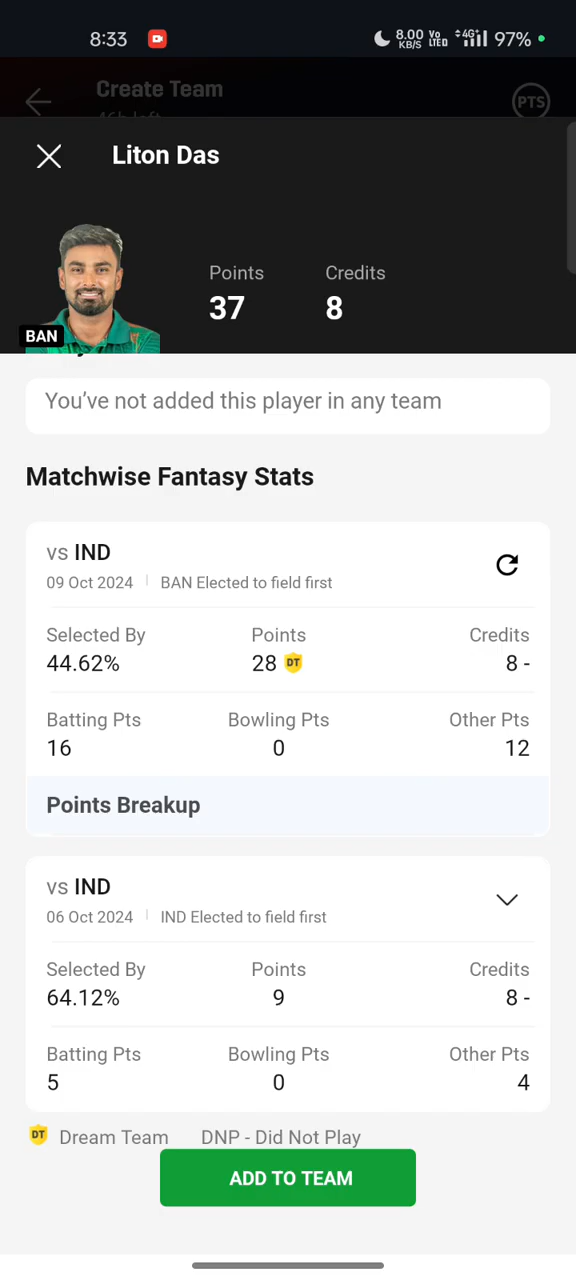 8:33
8.00 KB/S Vo LTED 4G+ 97%
Create Team
PTS
Liton Das
Points Credits
37 8
BAN
You've not added this player in any team
Matchwise Fantasy Stats
vs IND
09 Oct 2024 BAN Elected to field first
Selected By Points Credits
44.62% 28 DT 8 -
Batting Pts Bowling Pts Other Pts
16 0 12
Points Breakup
vs IND
06 Oct 2024 IND Elected to field first
Selected By Points Credits
64.12% 9 8 -
Batting Pts Bowling Pts Other Pts
5 0 4
DT Dream Team DNP - Did Not Play
ADD TO TEAM